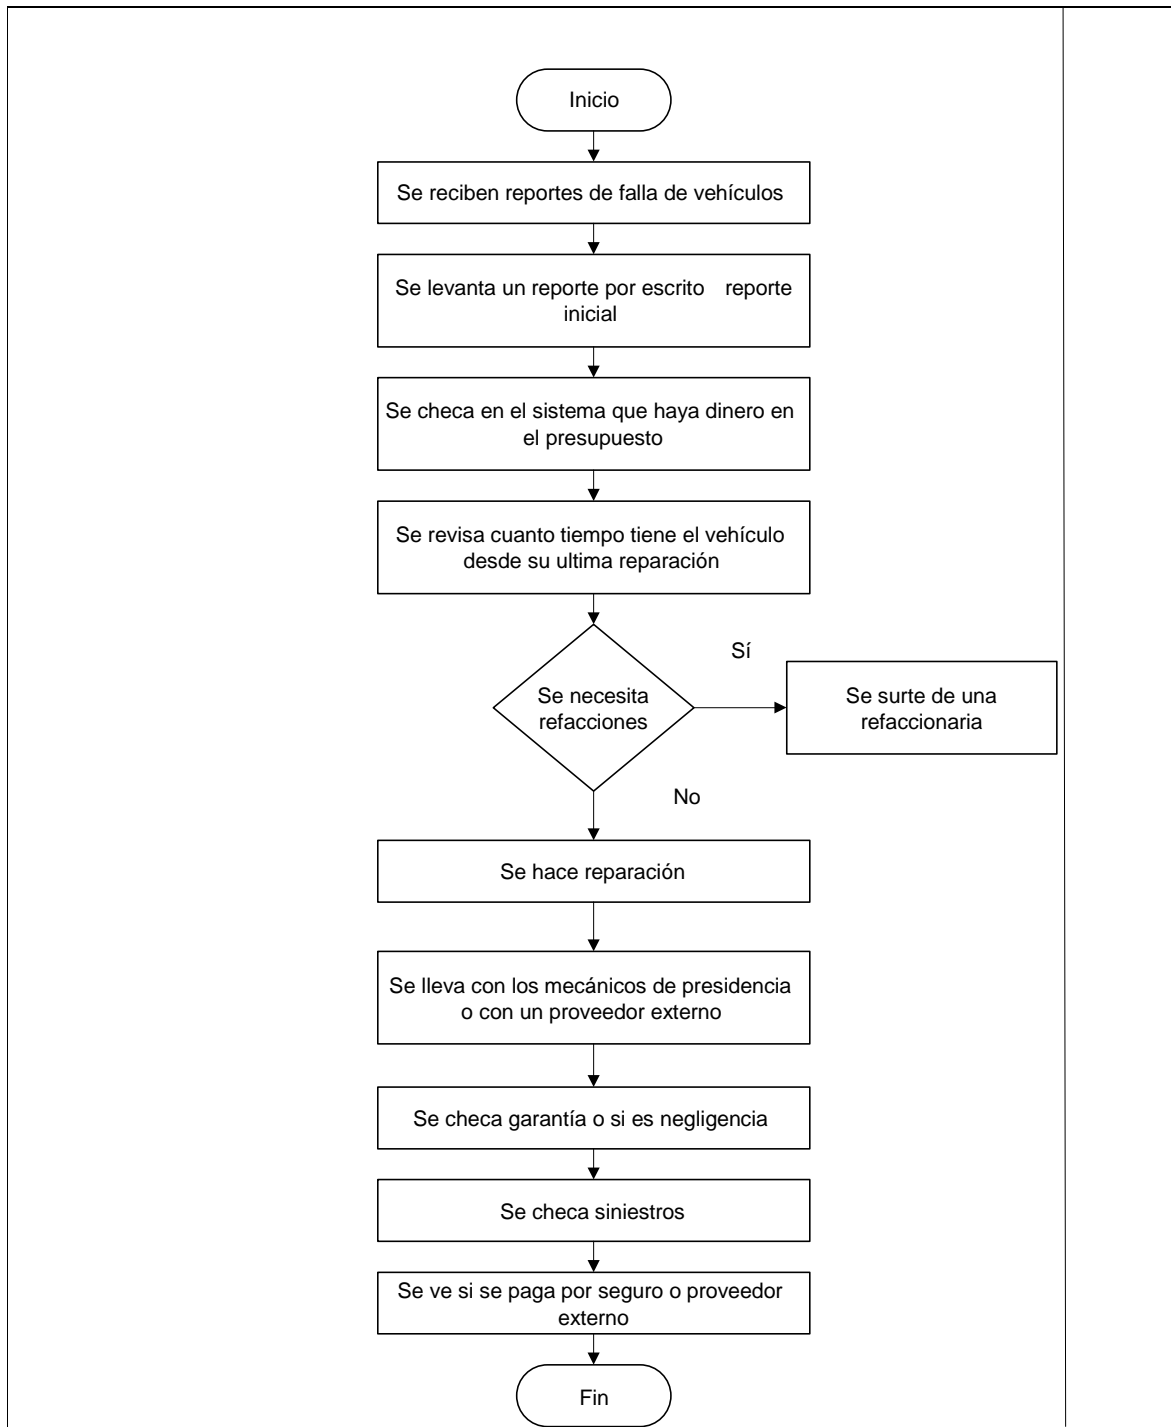 Inicio
Se reciben reportes de falla de vehículos
Se levanta un reporte por escrito reporte
inicial
Se checa en el sistema que haya dinero en
el presupuesto
Se revisa cuanto tiempo tiene el vehículo
desde su ultima reparación
Se necesita
refacciones
Sí
Se surte de una
refaccionaria
No
Se hace reparación
Se lleva con los mecánicos de presidencia
o con un proveedor externo
Se checa garantía o si es negligencia
Se checa siniestros
Se ve si se paga por seguro o proveedor
externo
Fin